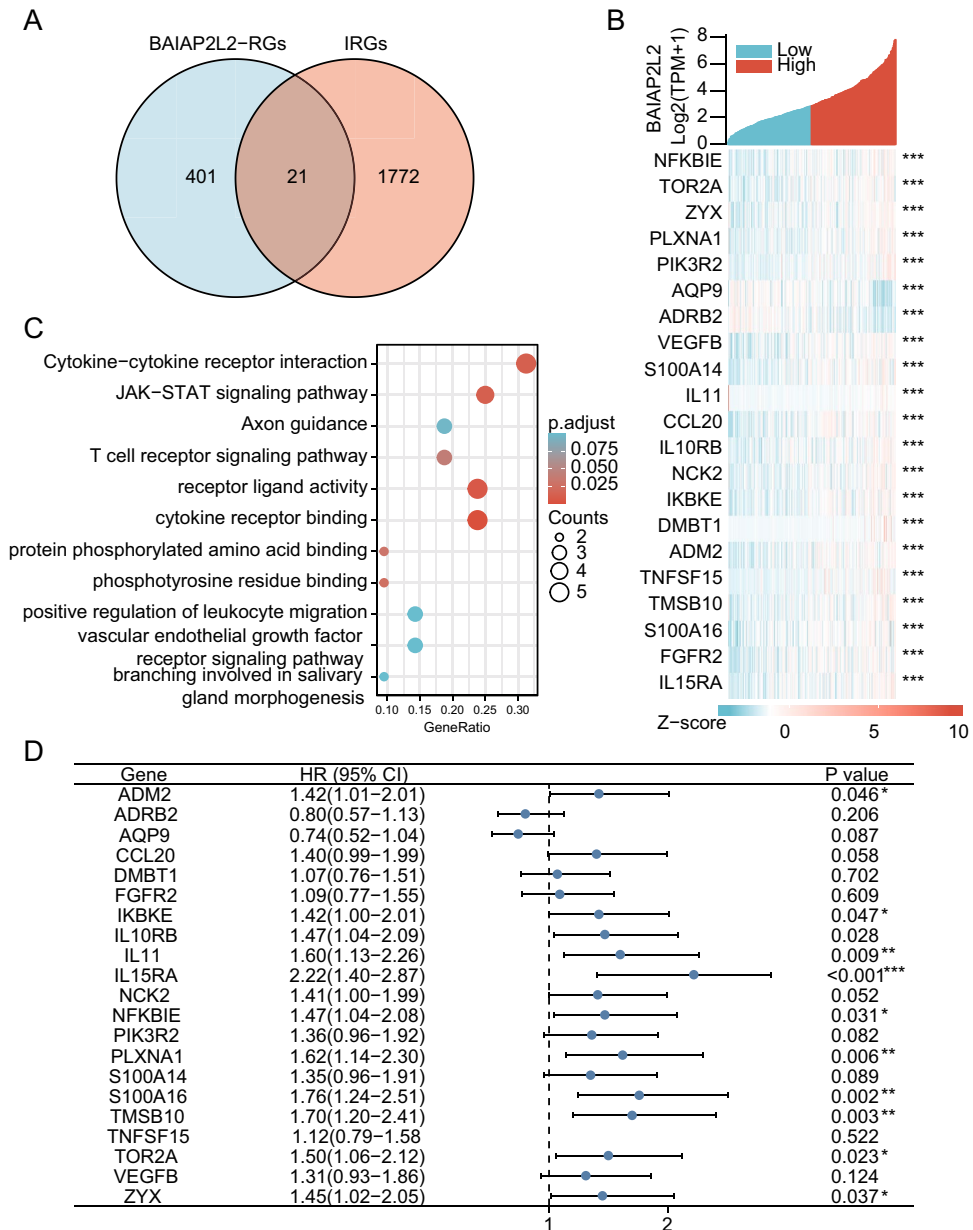 A
BAIAP2L2−RGs
IRGs
401
21
1772
B
BAIAP2L2
Log2(TPM+1)
8
6
4
2
0
Low
High
NFKBIE ***
TOR2A ***
ZYX ***
PLXNA1 ***
PIK3R2 ***
AQP9 ***
ADRB2 ***
VEGFB ***
S100A14 ***
IL11 ***
CCL20 ***
IL10RB ***
NCK2 ***
IKBKE ***
DMBT1 ***
ADM2 ***
TNFSF15 ***
TMSB10 ***
S100A16 ***
FGFR2 ***
IL15RA ***
Z−score 0 5 10
C
Cytokine−cytokine receptor interaction
JAK−STAT signaling pathway
Axon guidance
T cell receptor signaling pathway
receptor ligand activity
cytokine receptor binding
protein phosphorylated amino acid binding
phosphotyrosine residue binding
positive regulation of leukocyte migration
vascular endothelial growth factor
receptor signaling pathway
branching involved in salivary
gland morphogenesis
0.10 0.15 0.20 0.25 0.30
GeneRatio
p.adjust
0.075
0.050
0.025
Counts
2
3
4
5
D
Gene HR (95% CI) P value
ADM2 1.42(1.01−2.01) 0.046*
ADRB2 0.80(0.57−1.13) 0.206
AQP9 0.74(0.52−1.04) 0.087
CCL20 1.40(0.99−1.99) 0.058
DMBT1 1.07(0.76−1.51) 0.702
FGFR2 1.09(0.77−1.55) 0.609
IKBKE 1.42(1.00−2.01) 0.047*
IL10RB 1.47(1.04−2.09) 0.028
IL11 1.60(1.13−2.26) 0.009**
IL15RA 2.22(1.40−2.87) <0.001***
NCK2 1.41(1.00−1.99) 0.052
NFKBIE 1.47(1.04−2.08) 0.031*
PIK3R2 1.36(0.96−1.92) 0.082
PLXNA1 1.62(1.14−2.30) 0.006**
S100A14 1.35(0.96−1.91) 0.089
S100A16 1.76(1.24−2.51) 0.002**
TMSB10 1.70(1.20−2.41) 0.003**
TNFSF15 1.12(0.79−1.58 0.522
TOR2A 1.50(1.06−2.12) 0.023*
VEGFB 1.31(0.93−1.86) 0.124
ZYX 1.45(1.02−2.05) 0.037*
1 2